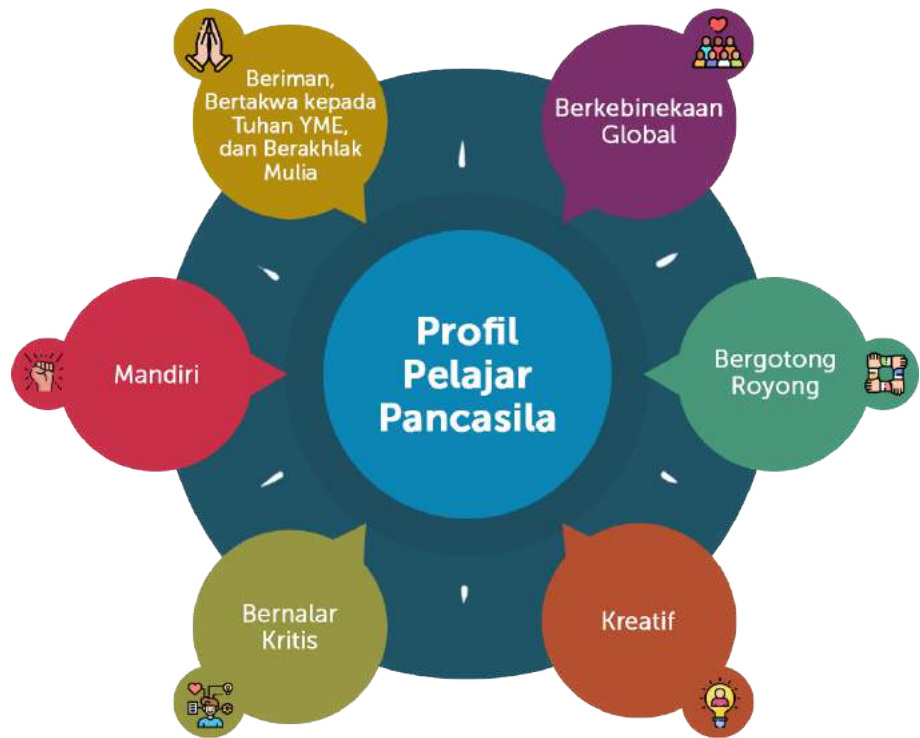 Beriman,
Bertakwa kepada
Tuhan YME,
dan Berakhlak
Mulia
Berkebinekaan
Global
Mandiri
Profil
Pelajar
Pancasila
Bergotong
Royong
Bernalar
Kritis
Kreatif